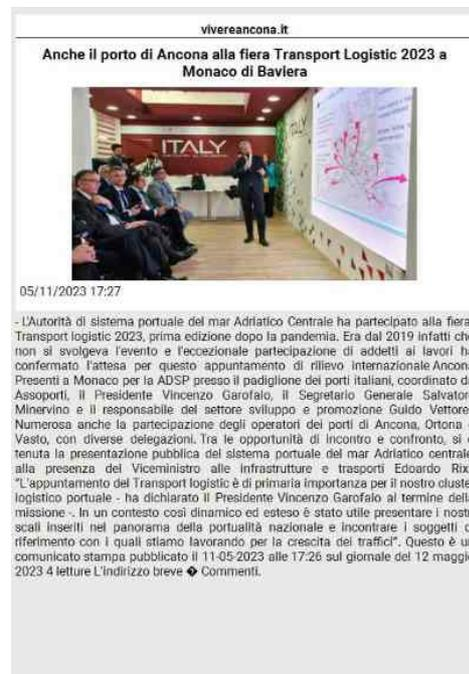 vivereancona.it
Anche il porto di Ancona alla fiera Transport Logistic 2023 a
Monaco di Baviera
ITALY
ITALY
05/11/2023 17:27
- L'Autorità di sistema portuale del mar Adriatico Centrale ha partecipato alla fiera
Transport logistic 2023, prima edizione dopo la pandemia. Era dal 2019 infatti che
non si svolgeva l'evento e l'eccezionale partecipazione di addetti ai lavori ha
confermato l'attesa per questo appuntamento di rilievo internazionale.Ancon
Presenti a Monaco per la ADSP presso il padiglione dei porti italiani, coordinato d
Assoporti, il Presidente Vincenzo Garofalo, il Segretario Generale Salvator
Minervino e il responsabile del settore sviluppo e promozione Guido Vettore
Numerosa anche la partecipazione degli operatori dei porti di Ancona, Ortona
Vasto, con diverse delegazioni. Tra le opportunità di incontro e confronto, si
tenuta la presentazione pubblica del sistema portuale del mar Adriatico centrale
alla presenza del Viceministro alle infrastrutture e trasporti Edoardo Rix
"L'appuntamento del Transport logistic è di primaria importanza per il nostro cluste
logistico portuale - ha dichiarato il Presidente Vincenzo Garofalo al termine dell
missione -. In un contesto così dinamico ed esteso è stato utile presentare i nostr
scali inseriti nel panorama della portualità nazionale e incontrare i soggetti d
riferimento con i quali stiamo lavorando per la crescita dei traffici". Questo è un
comunicato stampa pubblicato il 11-05-2023 alle 17:26 sul giornale del 12 maggi
2023 4 letture L'indirizzo breve � Commenti.